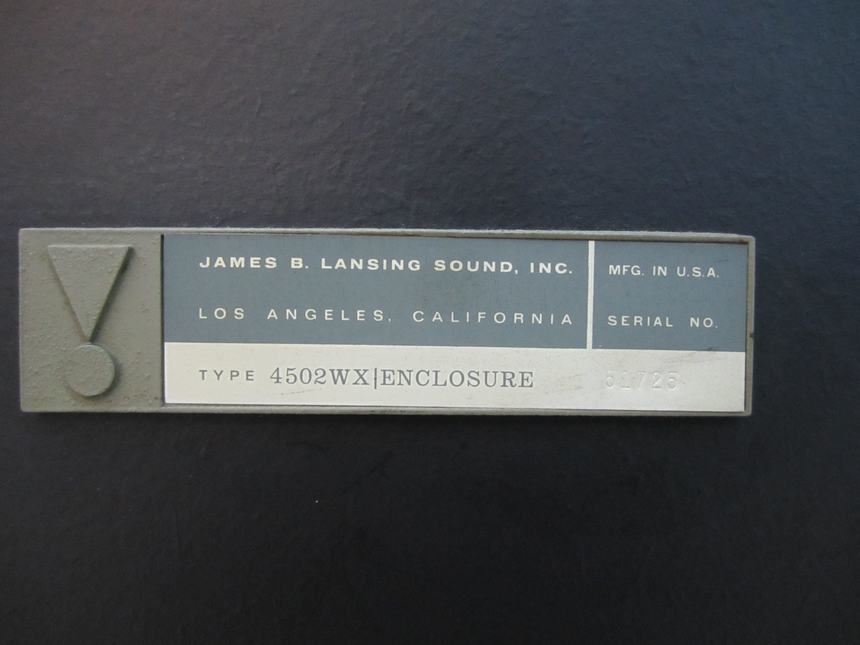 JAMES B. LANSING SOUND, INC.
LOS ANGELES, CALIFORNIA
MFG. IN U.S.A.
SERIAL NO.
TYPE 4502WX|ENCLOSURE